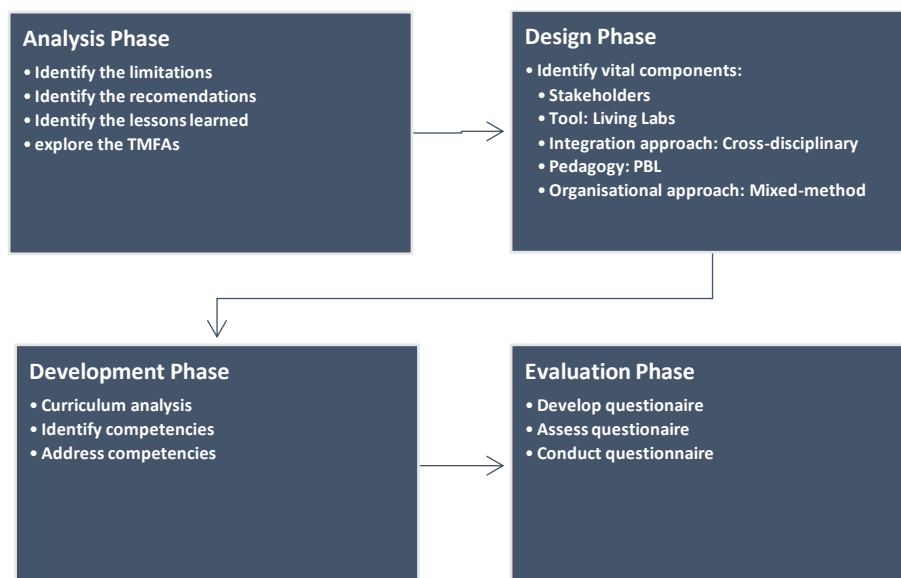 Analysis Phase
• Identify the limitations
• Identify the recomendations
• Identify the lessons learned
• explore the TMFAs
Design Phase
• Identify vital components:
• Stakeholders
• Tool: Living Labs
• Integration approach: Cross-disciplinary
• Pedagogy: PBL
• Organisational approach: Mixed-method
Development Phase
• Curriculum analysis
• Identify competencies
• Address competencies
Evaluation Phase
• Develop questionaire
• Assess questionaire
• Conduct questionnaire